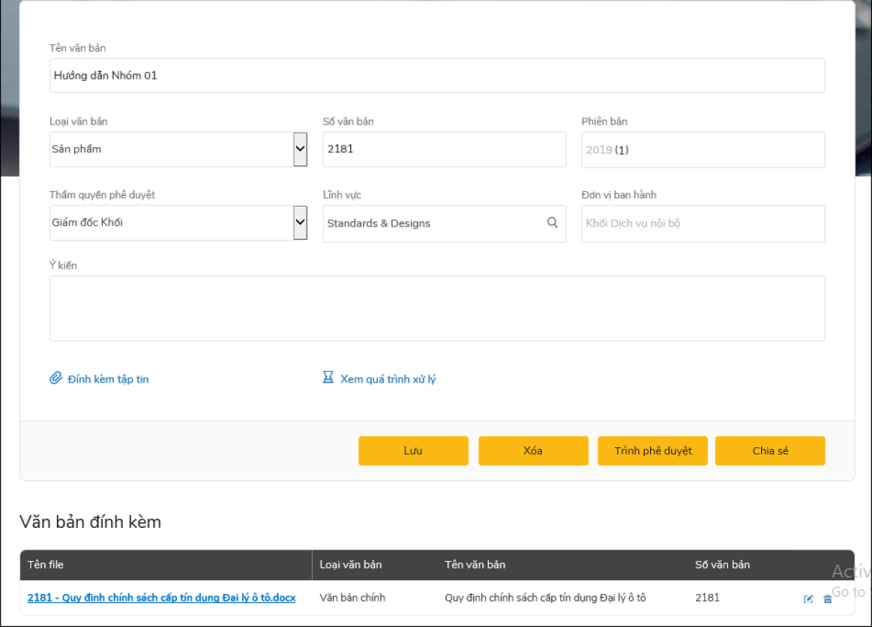 Tên văn bản
Hướng dẫn Nhóm 01
Loại văn bản Số văn bản Phiên bản
Sản phẩm 2181 2019 (1)
Thẩm quyền phê duyệt Lĩnh vực Đơn vị ban hành
Giám đốc Khối Standards & Designs Khối Dịch vụ nội bộ
Ý kiến
Đính kèm tập tin Xem quá trình xử lý
Lưu Xóa Trình phê duyệt Chia sẻ
Văn bản đính kèm
Tên file Loại văn bản Tên văn bản Số văn bản
2181 - Quy định chính sách cấp tín dụng Đại lý ô tô.docx Văn bản chính Quy định chính sách cấp tín dụng Đại lý ô tô 2181
Go to